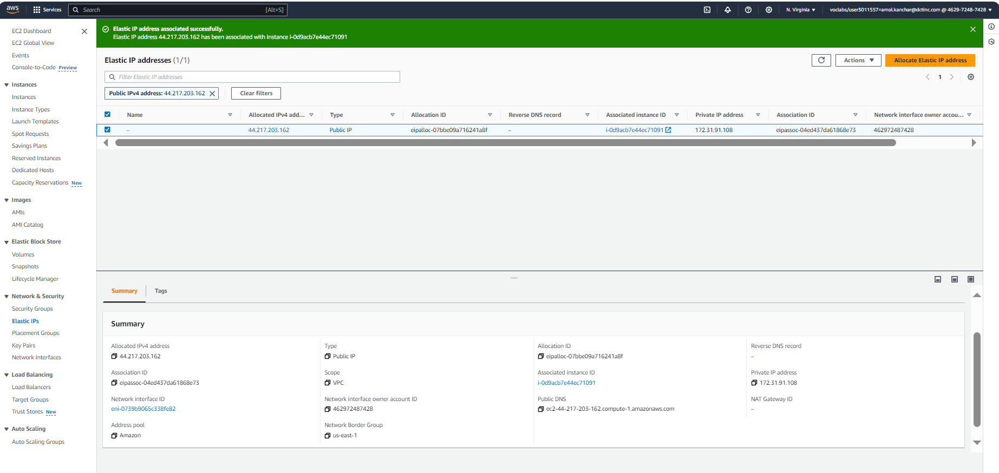 aws
Services
Search
[Alt+S]
N. Virginia
voclabs/user3011557=amol.kanchar@dctinc.com @ 4629-7248-7428
EC2 Dashboard
EC2 Global View
Events
Console-to-Code Preview
Instances
Instances
Instance Types
Launch Templates
Spot Requests
Savings Plans
Reserved Instances
Dedicated Hosts
Capacity Reservations New
Images
AMIs
AMI Catalog
Elastic Block Store
Volumes
Snapshots
Lifecycle Manager
Network & Security
Security Groups
Elastic IPs
Placement Groups
Key Pairs
Network Interfaces
Load Balancing
Load Balancers
Target Groups
Trust Stores New
Auto Scaling
Auto Scaling Groups
Elastic IP address associated successfully.
Elastic IP address 44.217.203.162 has been associated with instance i-0d9acb7e44ec71091
Elastic IP addresses (1/1)
Actions
Allocate Elastic IP address
Filter Elastic IP addresses
1
Public IPv4 address: 44.217.203.162
Clear filters
Name Allocated IPv4 add... Type Allocation ID Reverse DNS record Associated instance ID Private IP address Association ID Network interface owner accou...
– 44.217.203.162 Public IP eipalloc-07bbe09a716241a8f – i-0d9acb7e44ec71091 172.31.91.108 eipassoc-04ed437da61868e73 462972487428
Summary
Tags
Summary
Allocated IPv4 address
44.217.203.162
Type
Public IP
Allocation ID
eipalloc-07bbe09a716241a8f
Reverse DNS record
–
Association ID
eipassoc-04ed437da61868e73
Scope
VPC
Associated instance ID
i-0d9acb7e44ec71091
Private IP address
172.31.91.108
Network interface ID
eni-0739b9065c338fe82
Network interface owner account ID
462972487428
Public DNS
ec2-44-217-203-162.compute-1.amazonaws.com
NAT Gateway ID
–
Address pool
Amazon
Network Border Group
us-east-1